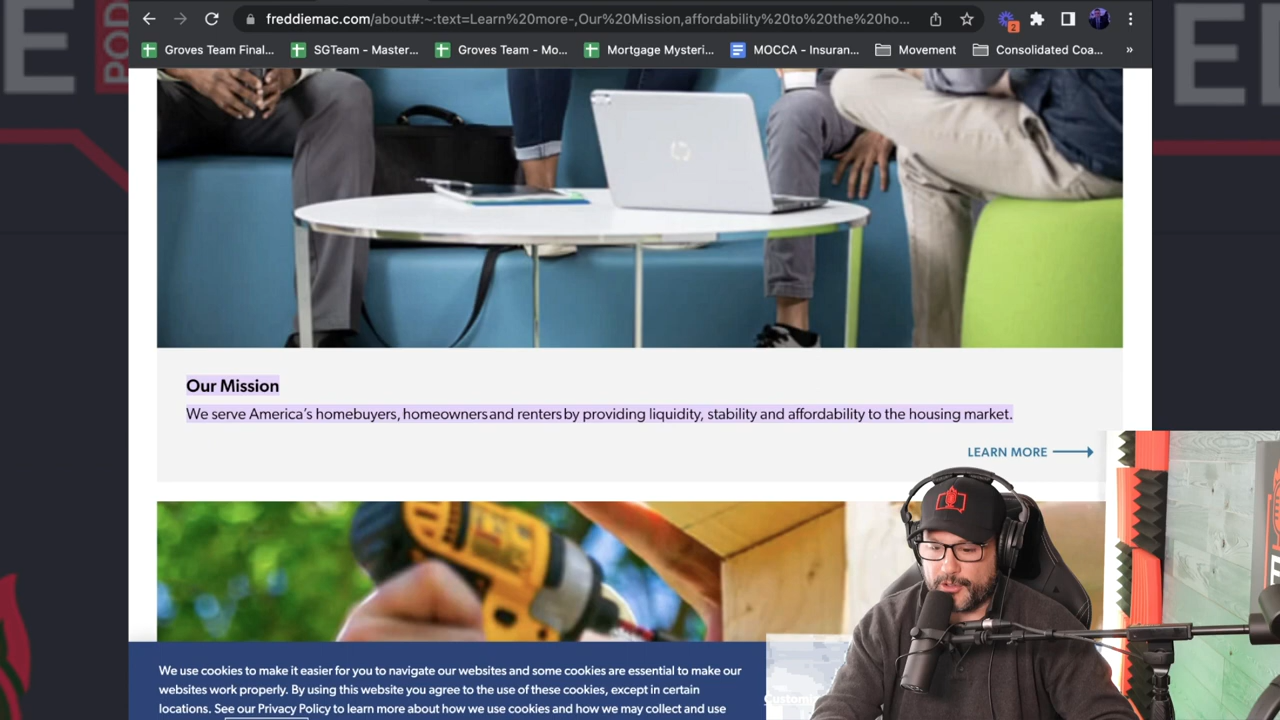 freddiemac.com/about#:~:text=Learn%20more-,Our%20Mission,affordability%20to%20the%20ho...
2
Groves Team Final... SGTeam - Master... Groves Team - Mo... Mortgage Mysteri... MOCCA - Insuran... Movement Consolidated Coa... »
POD
hp
Our Mission
We serve America's homebuyers, homeowners and renters by providing liquidity, stability and affordability to the housing market.
LEARN MORE
We use cookies to make it easier for you to navigate our websites and some cookies are essential to make our
websites work properly. By using this website you agree to the use of these cookies, except in certain
locations. See our Privacy Policy to learn more about how we use cookies and how we may collect and use